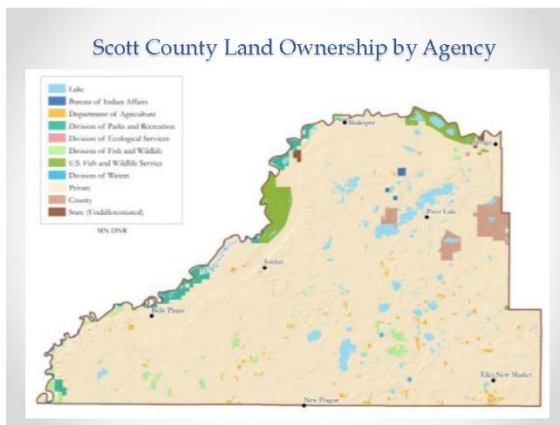 Scott County Land Ownership by Agency
Lake
Bureau of Indian Affairs
Department of Agriculture
Division of Parks and Recreation
Division of Ecological Services
Division of Fish and Wildlife
U.S. Fish and Wildlife Service
Division of Waters
Private
County
State (Undifferentiated)
MN DNR
Shakopee
Prior Lake
Jordan
Belle Plaine
Elko New Market
New Prague